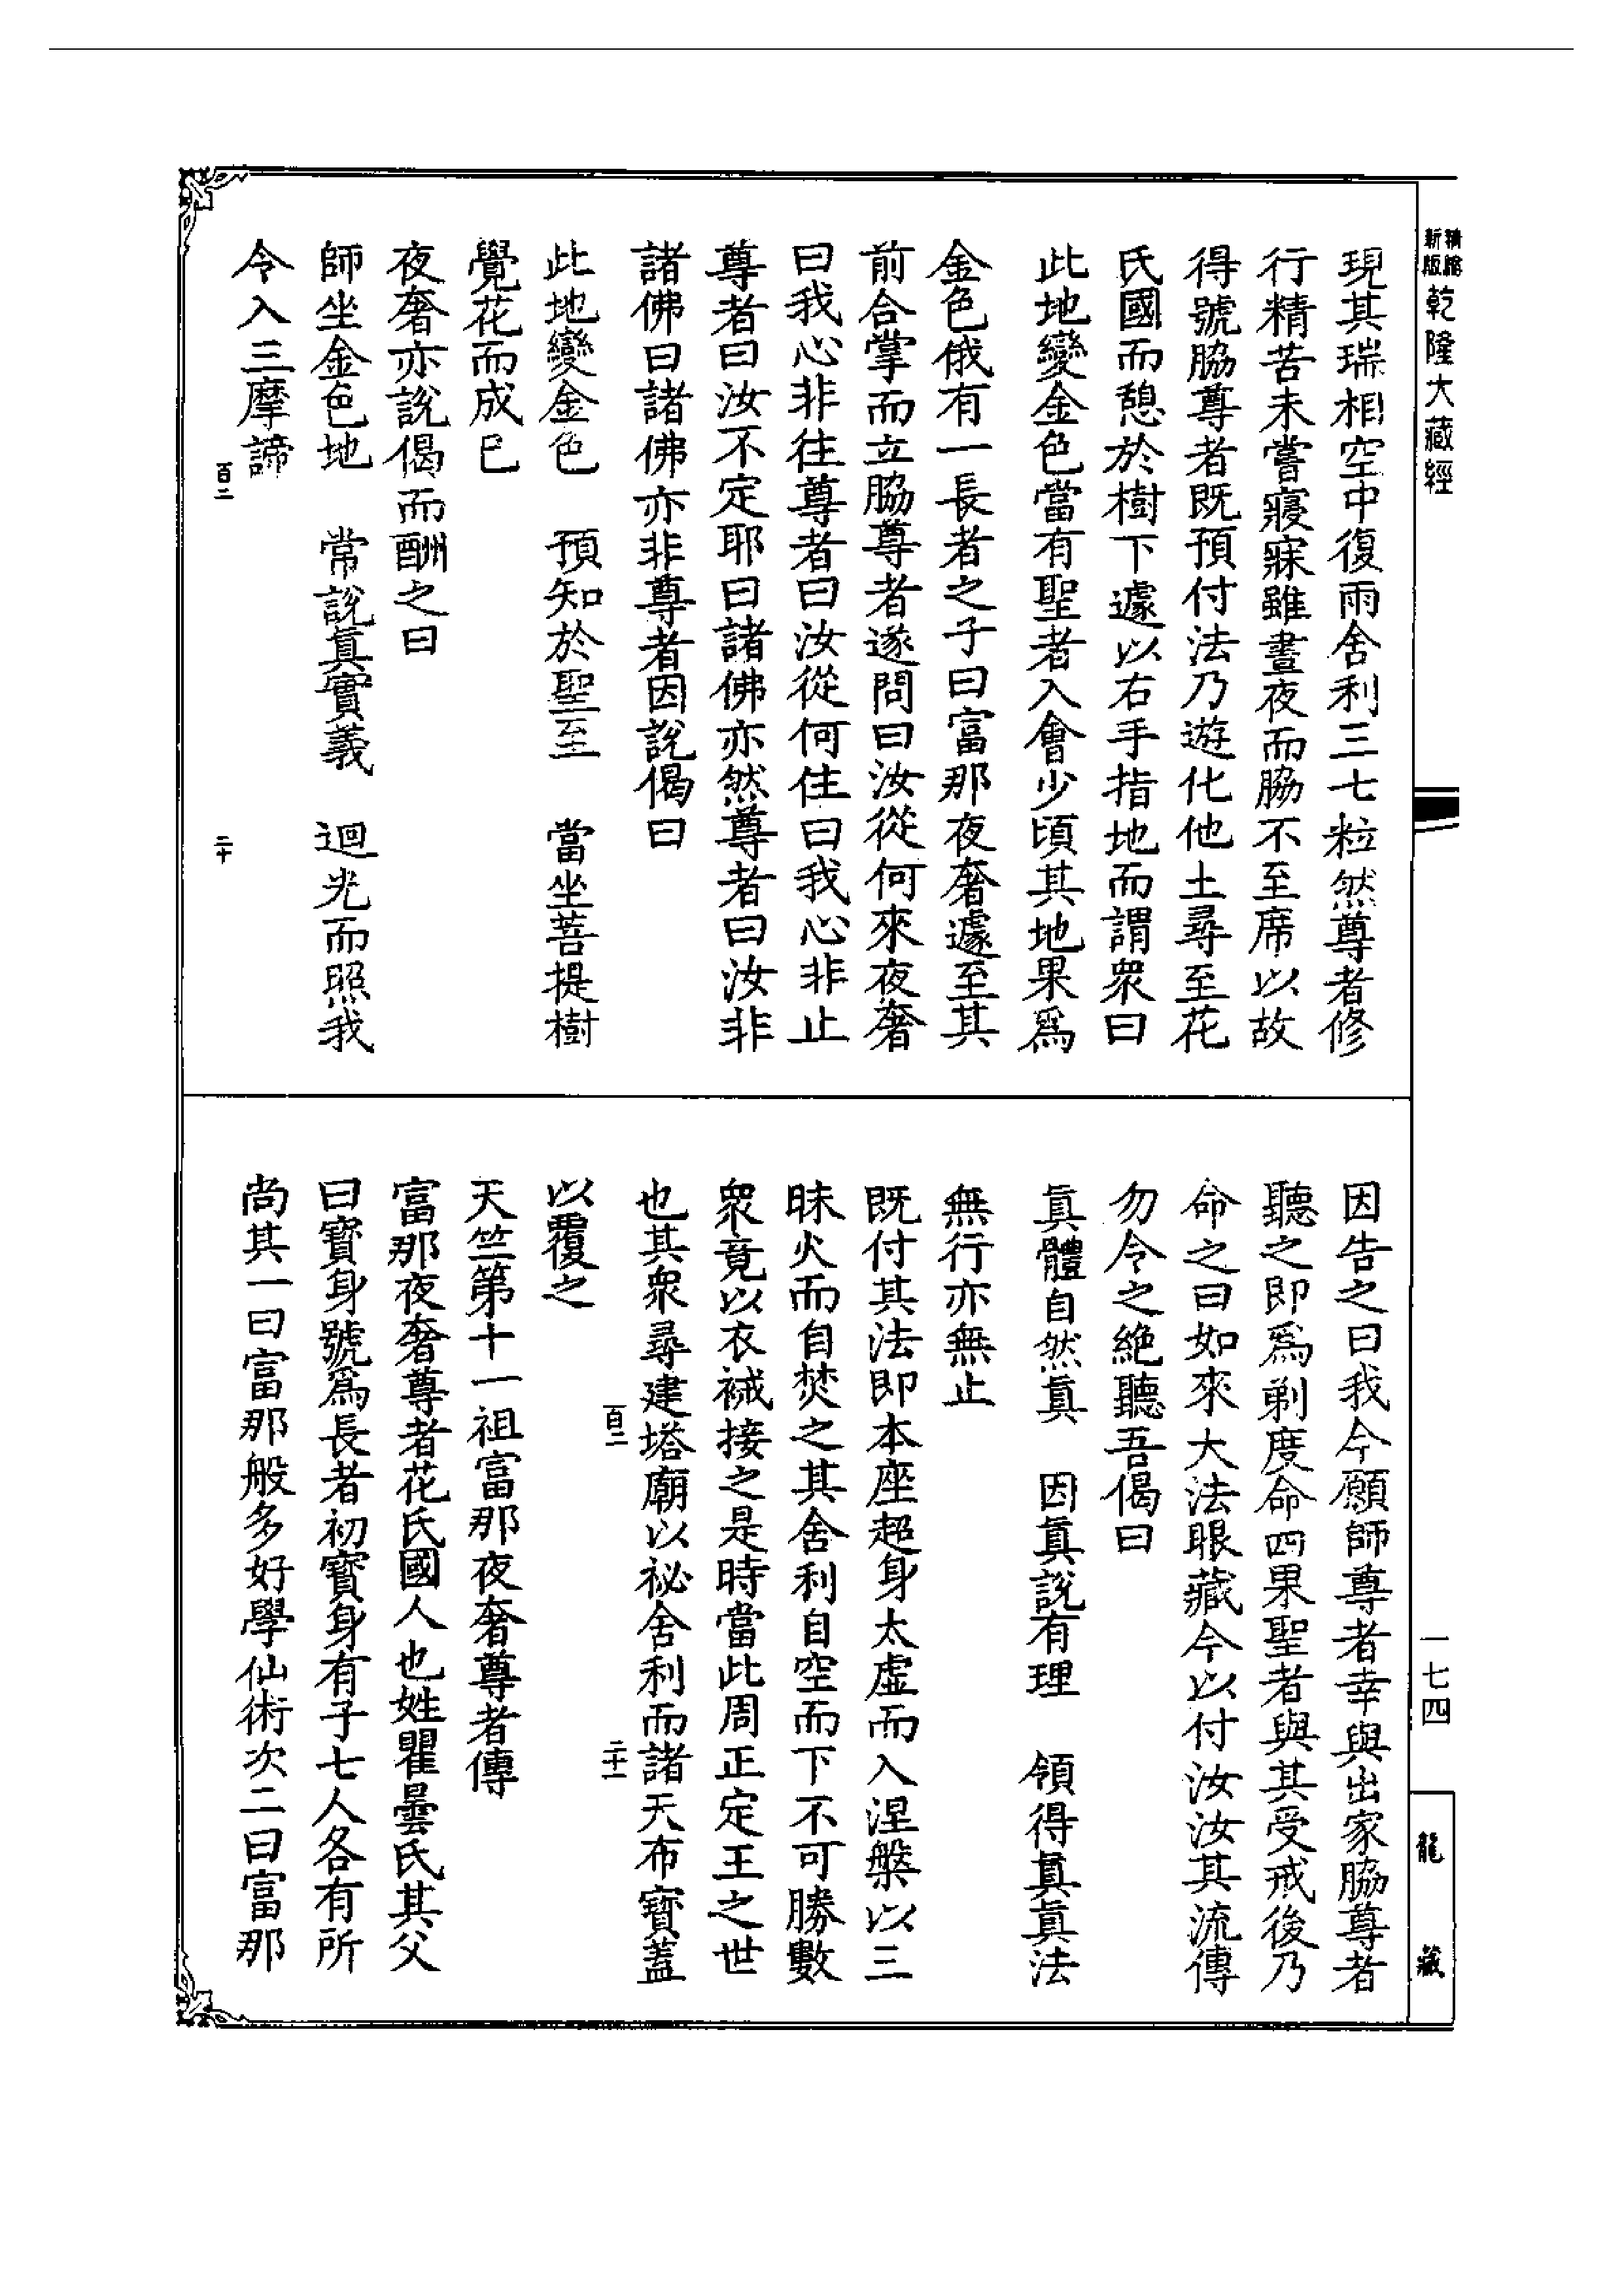 新版
精縮
乾隆大藏經
一七四
龍藏
現其瑞相空中復雨舍利三七粒然尊者修
行精苦未嘗寢寐雖晝夜而脇不至席以故
得號脇尊者既預付法乃遊化他土尋至花
氏國而憩於樹下遽以右手指地而謂衆曰
此地變金色當有聖者入會少頃其地果爲
金色俄有一長者之子曰富那夜奢遽至其
前合掌而立脇尊者遂問曰汝從何來夜奢
曰我心非往尊者曰汝從何住曰我心非止
尊者曰汝不定耶曰諸佛亦然尊者曰汝非
諸佛曰諸佛亦非尊者因說偈曰
此地變金色　預知於聖至　當坐菩提樹
覺花而成已
夜奢亦說偈而酬之曰
師坐金色地　常說眞實義　迴光而照我
令入三摩諦
百二　二十
因告之曰我今願師尊者幸與出家脇尊者
聽之即爲剃度命四果聖者與其受戒後乃
命之曰如來大法眼藏今以付汝汝其流傳
勿令之絶聽吾偈曰
眞體自然眞　因眞說有理　領得眞眞法
無行亦無止
既付其法即本座超身太虛而入涅槃以三
昧火而自焚之其舍利自空而下不可勝數
衆竟以衣裓接之是時當此周正定王之世
也其衆尋建塔廟以祕舍利而諸天布寶蓋
百二　二十一
以覆之
天竺第十一祖富那夜奢尊者傳
富那夜奢尊者花氏國人也姓瞿曇氏其父
曰寶身號爲長者初寶身有子七人各有所
尚其一曰富那般多好學仙術次二曰富那